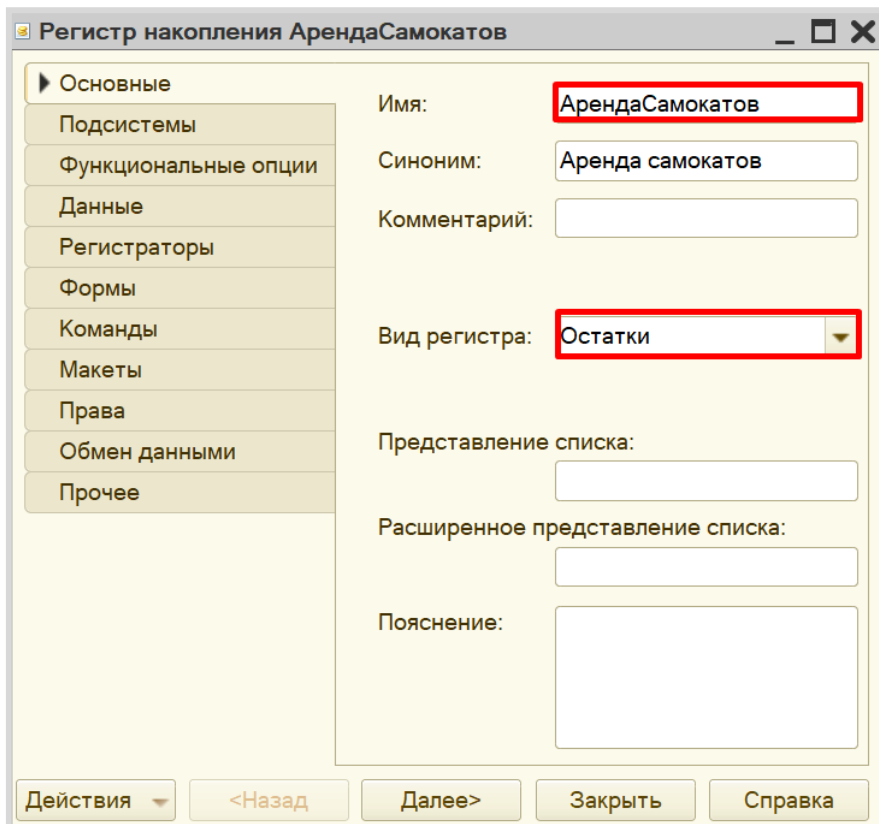 Регистр накопления АрендаСамокатов
Основные
Подсистемы
Функциональные опции
Данные
Регистраторы
Формы
Команды
Макеты
Права
Обмен данными
Прочее
Имя: АрендаСамокатов
Синоним: Аренда самокатов
Комментарий:
Вид регистра: Остатки
Представление списка:
Расширенное представление списка:
Пояснение:
Действия <Назад Далее> Закрыть Справка